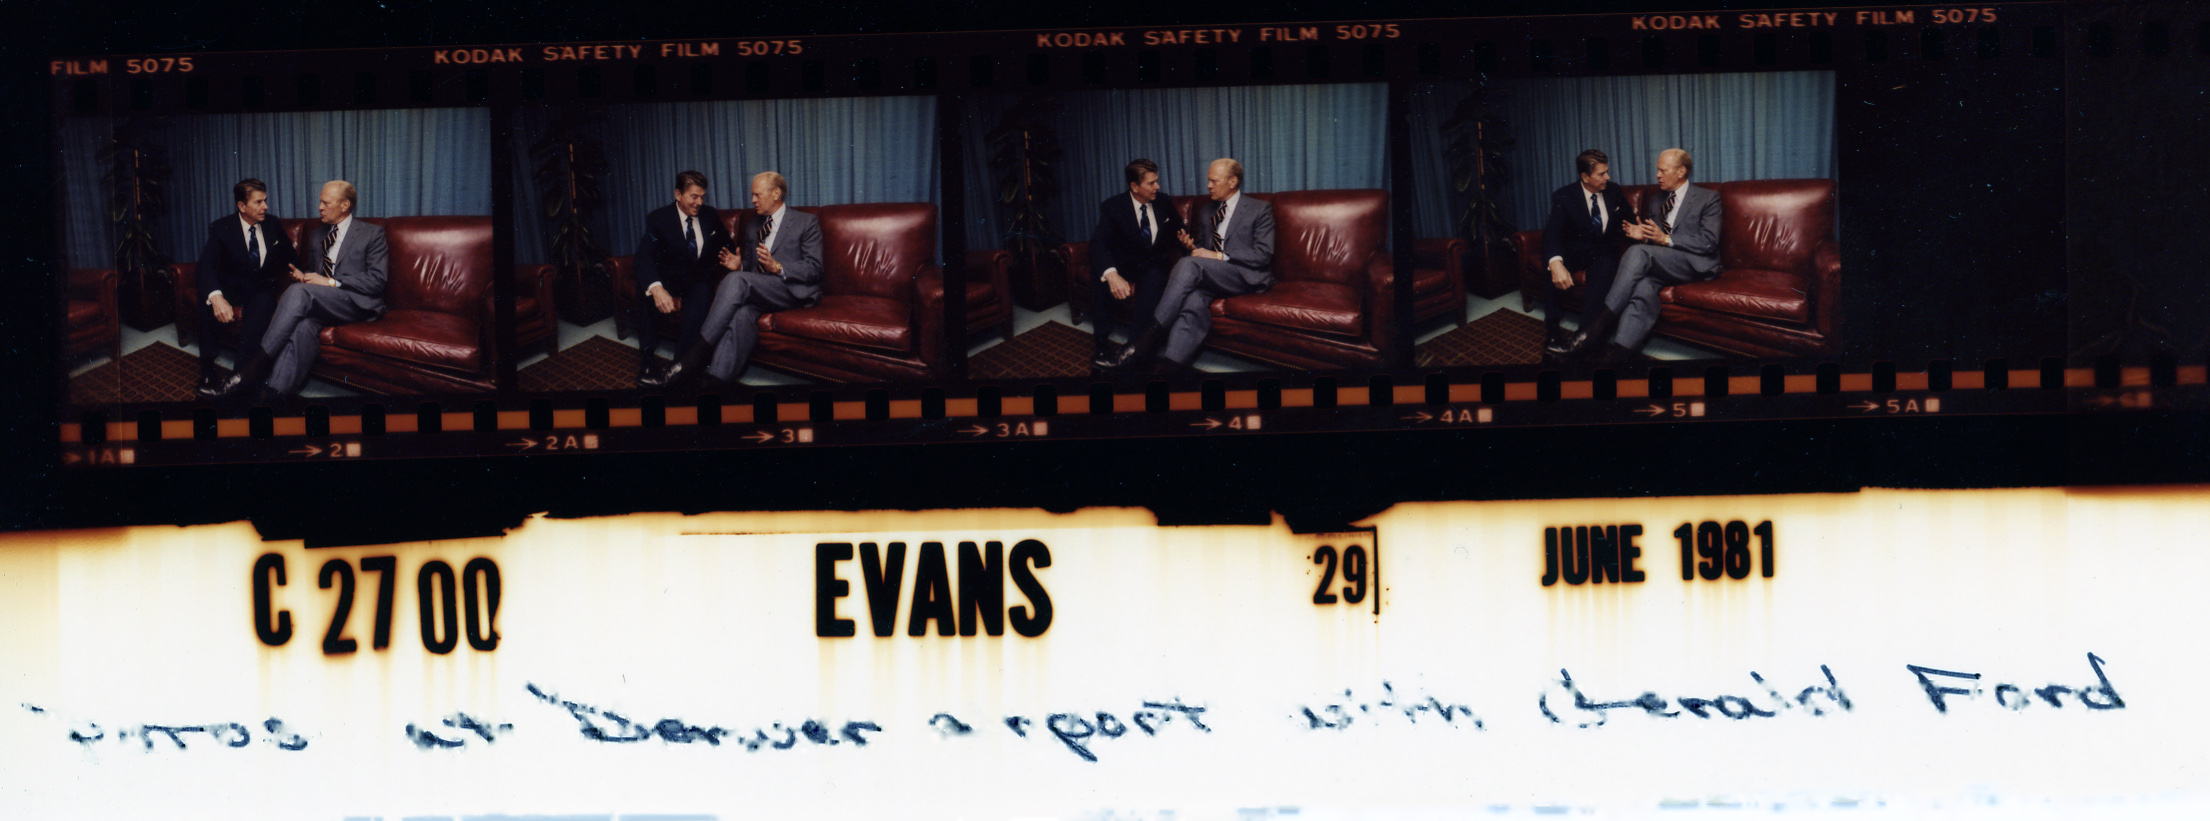 FILM 5075 KODAK SAFETY FILM 5075 KODAK SAFETY FILM 5075 KODAK SAFETY FILM 5075
→1A →2 →2A →3 →3A →4 →4A →5 →5A
C 2700 EVANS 29 JUNE 1981
at Denver airport with Gerald Ford